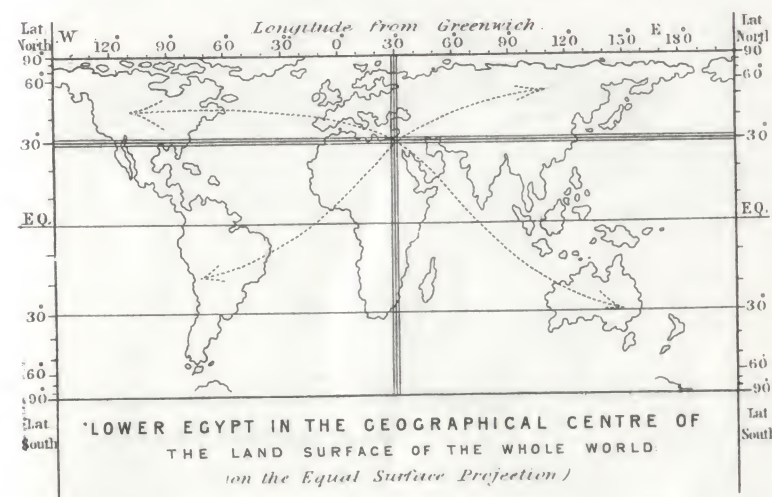 Longitude from Greenwich.
Lat North W 120° 90° 60° 30° 0° 30° 60° 90° 120° 150° E 180° Lat
90° 90°
60° 60°
30° 30°
EQ. EQ.
30° 30°
60° 60°
90° 90°
Lat South Lat South
LOWER EGYPT IN THE GEOGRAPHICAL CENTRE OF
THE LAND SURFACE OF THE WHOLE WORLD
(on the Equal Surface Projection)